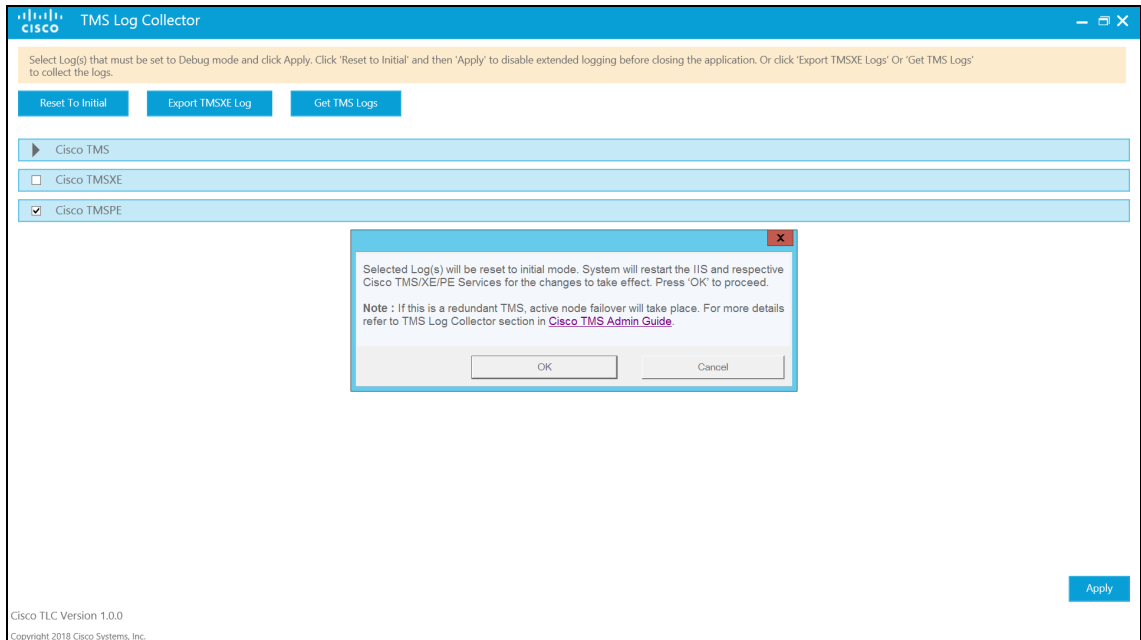 CISCO TMS Log Collector
Select Log(s) that must be set to Debug mode and click Apply. Click 'Reset to Initial' and then 'Apply' to disable extended logging before closing the application. Or click 'Export TMSXE Logs' Or 'Get TMS Logs'
to collect the logs.
Reset To Initial Export TMSXE Log Get TMS Logs
Cisco TMS
Cisco TMSXE
Cisco TMSPE
X
Selected Log(s) will be reset to initial mode. System will restart the IIS and respective
Cisco TMS/XE/PE Services for the changes to take effect. Press 'OK' to proceed.
Note : If this is a redundant TMS, active node failover will take place. For more details
refer to TMS Log Collector section in Cisco TMS Admin Guide.
OK Cancel
Apply
Cisco TLC Version 1.0.0
Copyright 2018 Cisco Systems, Inc.